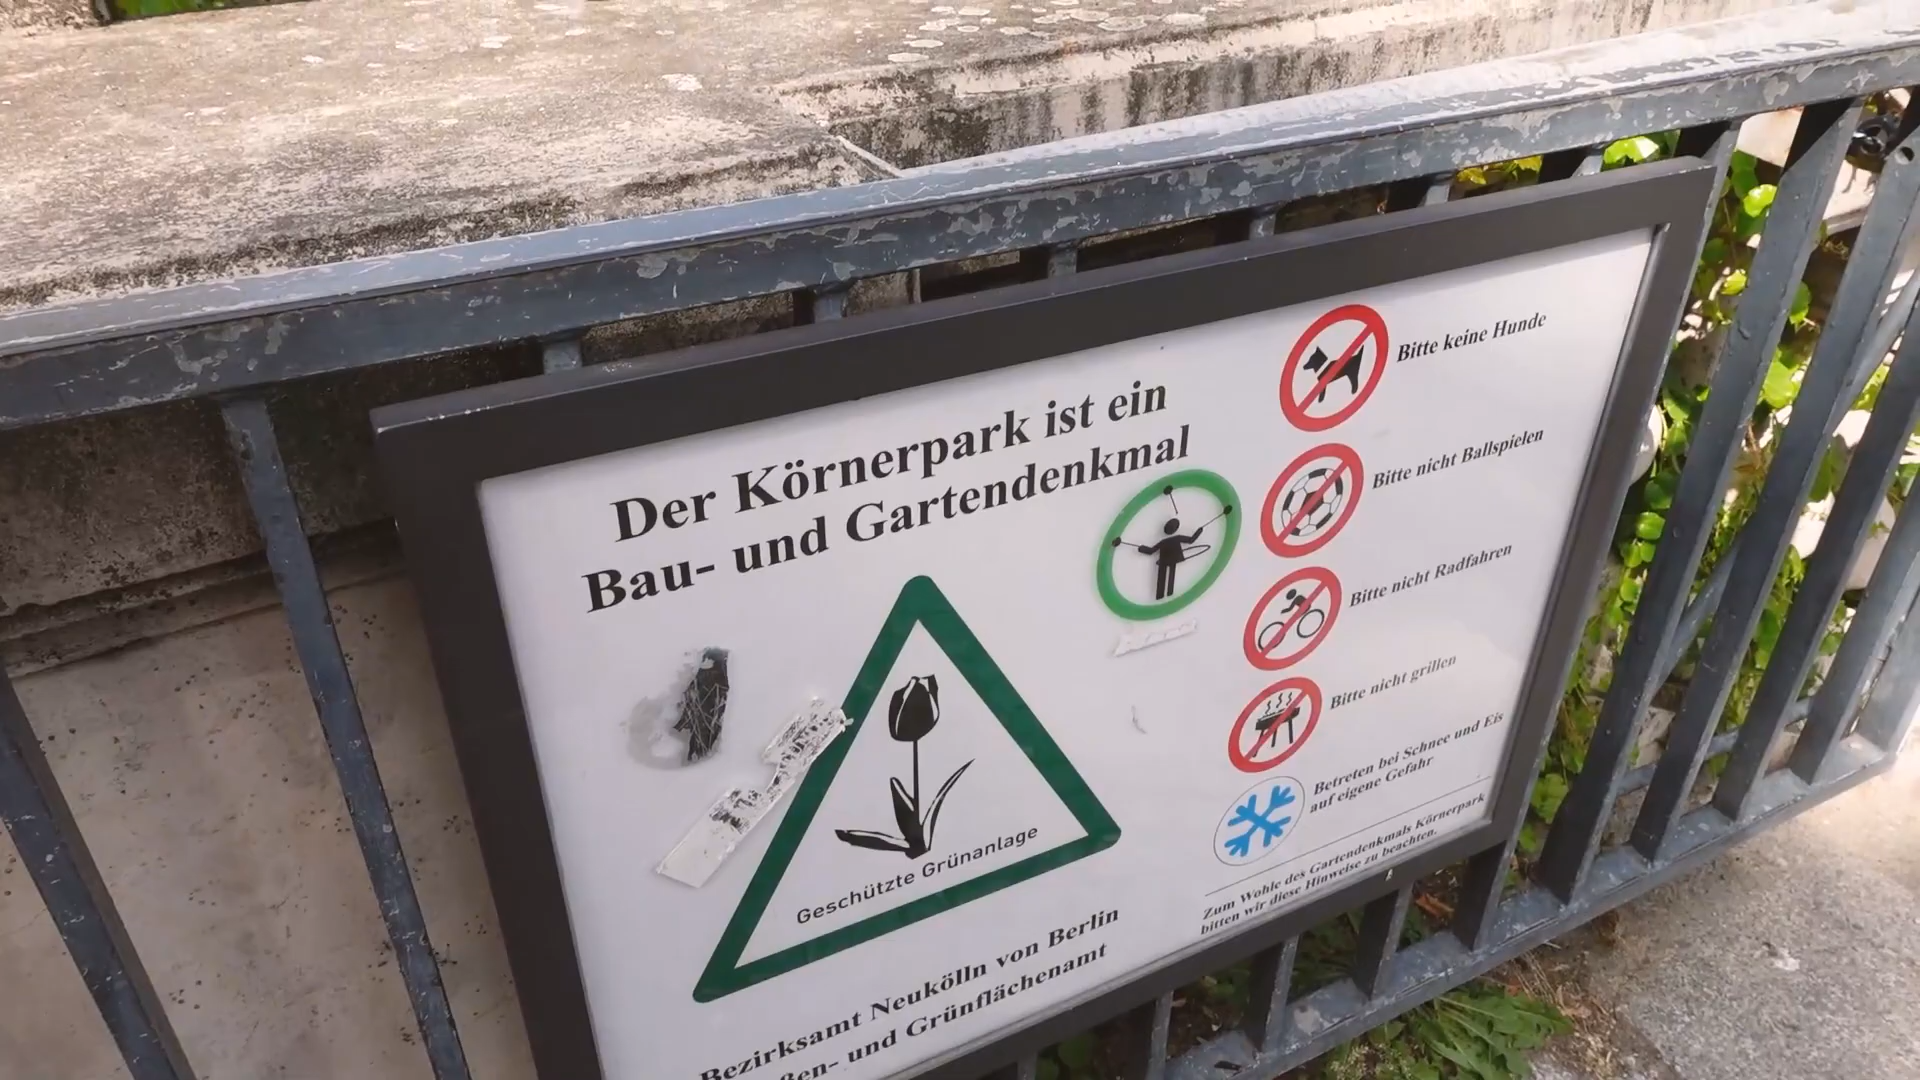 Der Körnerpark ist ein
Bau- und Gartendenkmal
Geschützte Grünanlage
Bezirksamt Neukölln von Berlin
und Grünflächenamt
Bitte keine Hunde
Bitte nicht Ballspielen
Bitte nicht Radfahren
Bitte nicht grillen
Betreten bei Schnee und Eis
auf eigene Gefahr
Zum Wohle des Gartendenkmals Körnerpark
bitten wir diese Hinweise zu beachten.